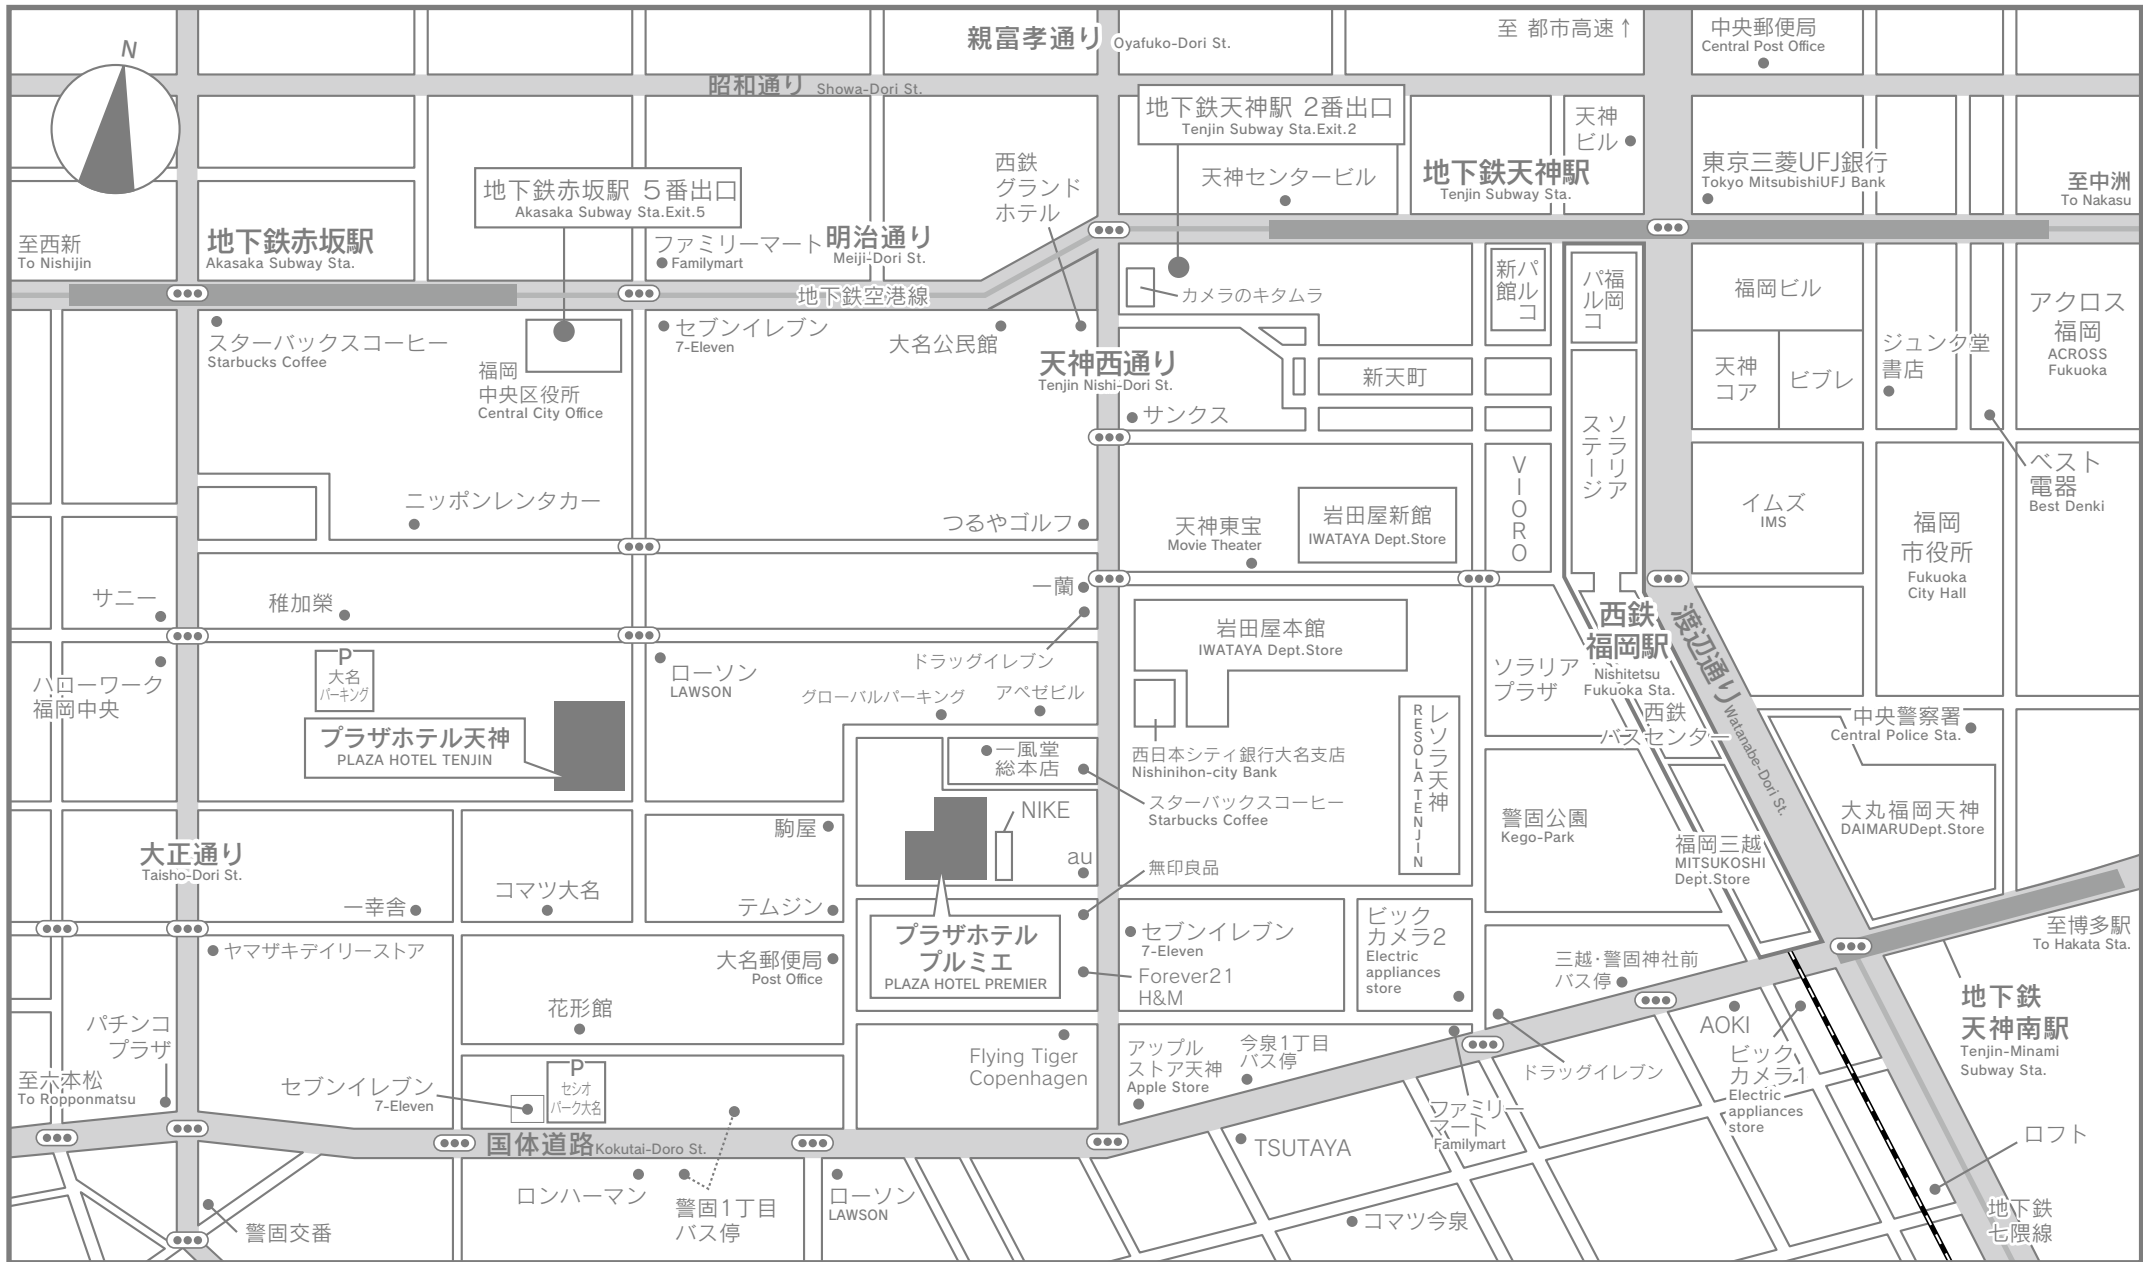 N
親富孝通り Oyafuko-Dori St.
至 都市高速↑
中央郵便局
Central Post Office
昭和通り Showa-Dori St.
地下鉄天神駅 2番出口
Tenjin Subway Sta.Exit.2
天神
ビル
地下鉄赤坂駅 5番出口
Akasaka Subway Sta.Exit.5
西鉄
グランド
ホテル
天神センタービル
地下鉄天神駅
Tenjin Subway Sta.
東京三菱UFJ銀行
Tokyo MitsubishiUFJ Bank
至中洲
To Nakasu
至西新
To Nishijin
地下鉄赤坂駅
Akasaka Subway Sta.
ファミリーマート
Familymart
明治通り
Meiji-Dori St.
地下鉄空港線
カメラのキタムラ
新館
パルコ
福岡
パルコ
福岡ビル
アクロス
福岡
ACROSS
Fukuoka
スターバックスコーヒー
Starbucks Coffee
福岡
中央区役所
Central City Office
セブンイレブン
7-Eleven
大名公民館
天神西通り
Tenjin Nishi-Dori St.
新天町
天神
コア
ビブレ
ジュンク堂
書店
サンクス
ソラリア
ステージ
ベスト
電器
Best Denki
ニッポンレンタカー
つるやゴルフ
天神東宝
Movie Theater
岩田屋新館
IWATAYA Dept.Store
VIORO
イムズ
IMS
福岡
市役所
Fukuoka
City Hall
サニー
稚加榮
一蘭
ドラッグイレブン
岩田屋本館
IWATAYA Dept.Store
西鉄
福岡駅
Nishitetsu
Fukuoka Sta.
渡辺通り Watanabe-Dori St.
ハローワーク
福岡中央
P
大名
パーキング
ローソン
LAWSON
グローバルパーキング
アペゼビル
ソラリア
プラザ
西鉄
バスセンター
中央警察署
Central Police Sta.
プラザホテル天神
PLAZA HOTEL TENJIN
一風堂
総本店
西日本シティ銀行大名支店
Nishinihon-city Bank
レソラ天神
RESOLA TENJIN
スターバックスコーヒー
Starbucks Coffee
NIKE
駒屋
au
警固公園
Kego-Park
福岡三越
MITSUKOSHI
Dept.Store
大丸福岡天神
DAIMARUDept.Store
大正通り
Taisho-Dori St.
一幸舎
コマツ大名
テムジン
無印良品
ヤマザキデイリーストア
大名郵便局
Post Office
プラザホテル
プルミエ
PLAZA HOTEL PREMIER
セブンイレブン
7-Eleven
Forever21
H&M
ビック
カメラ2
Electric
appliances
store
三越・警固神社前
バス停
至博多駅
To Hakata Sta.
地下鉄
天神南駅
Tenjin-Minami
Subway Sta.
パチンコ
プラザ
花形館
Flying Tiger
Copenhagen
アップル
ストア天神
Apple Store
今泉1丁目
バス停
AOKI
ビック
カメラ1
Electric
appliances
store
ドラッグイレブン
至六本松
To Ropponmatsu
セブンイレブン
7-Eleven
P
セシオ
パーク大名
ファミリー
マート
Familymart
国体道路 Kokutai-Doro St.
TSUTAYA
ロフト
ロンハーマン
警固1丁目
バス停
ローソン
LAWSON
コマツ今泉
警固交番
地下鉄
七隈線